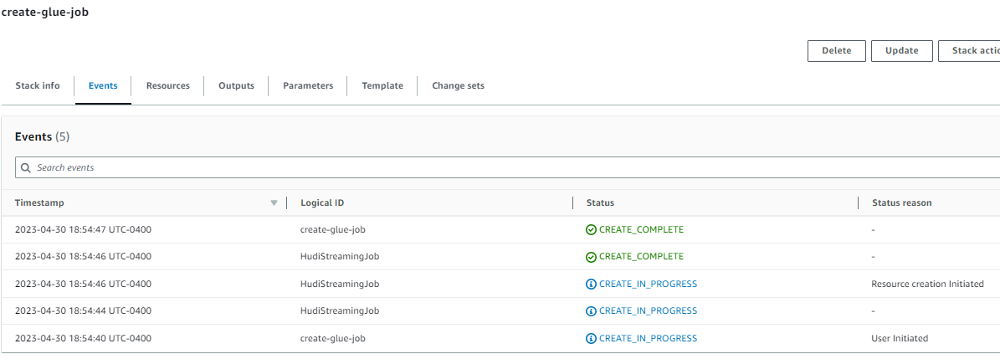 create-glue-job
Delete Update Stack actio
Stack info Events Resources Outputs Parameters Template Change sets
Events (5)
Search events
Timestamp Logical ID Status Status reason
2023-04-30 18:54:47 UTC-0400 create-glue-job CREATE_COMPLETE -
2023-04-30 18:54:46 UTC-0400 HudiStreamingJob CREATE_COMPLETE -
2023-04-30 18:54:46 UTC-0400 HudiStreamingJob CREATE_IN_PROGRESS Resource creation Initiated
2023-04-30 18:54:44 UTC-0400 HudiStreamingJob CREATE_IN_PROGRESS -
2023-04-30 18:54:40 UTC-0400 create-glue-job CREATE_IN_PROGRESS User Initiated